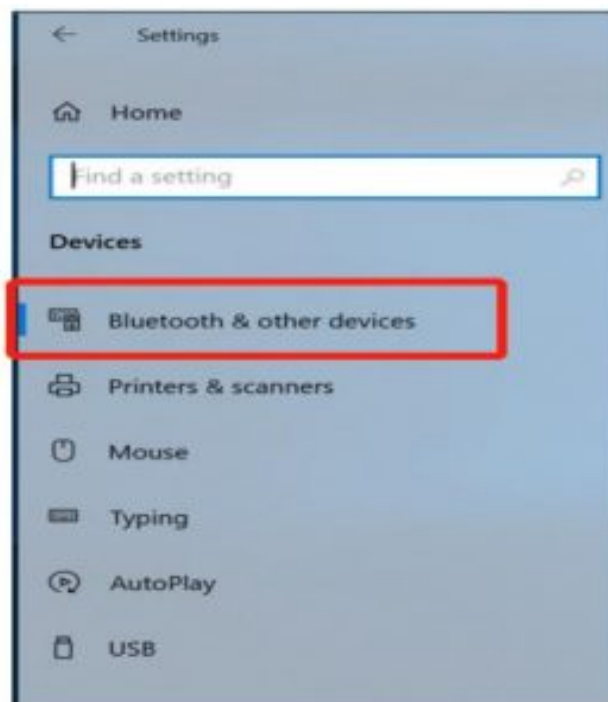 Settings
Home
Find a setting
Devices
Bluetooth & other devices
Printers & scanners
Mouse
Typing
AutoPlay
USB